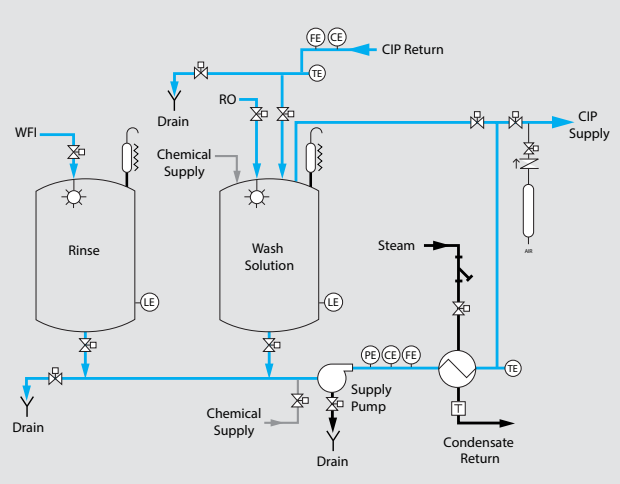 FE
CE
CIP Return
TE
Drain
RO
CIP
Supply
WFI
Chemical
Supply
AIR
Rinse
Wash
Solution
Steam
LE
LE
PE
CE
FE
TE
Supply
Pump
T
Chemical
Supply
Drain
Condensate
Return
Drain